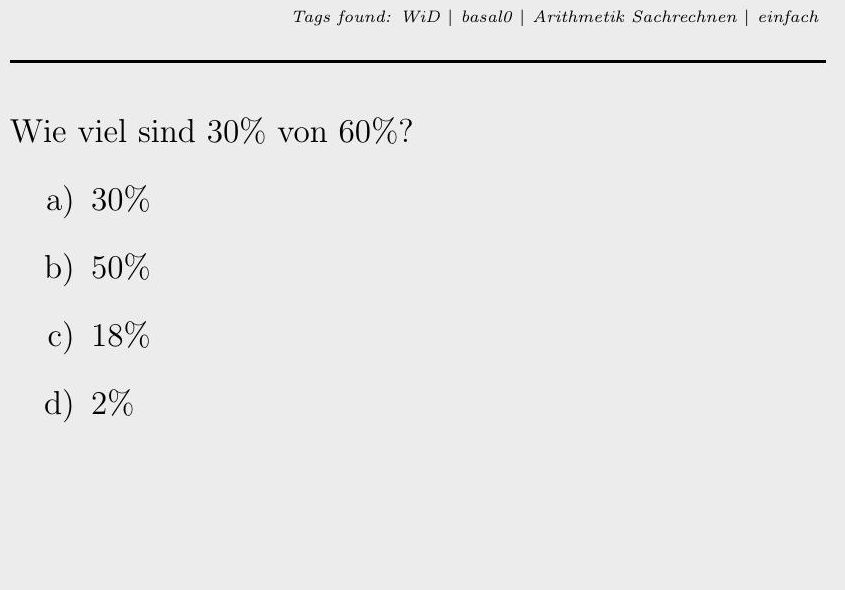 Tags found: WiD | basal0 | Arithmetik Sachrechnen | einfach
Wie viel sind 30% von 60%?
a) 30%
b) 50%
c) 18%
d) 2%